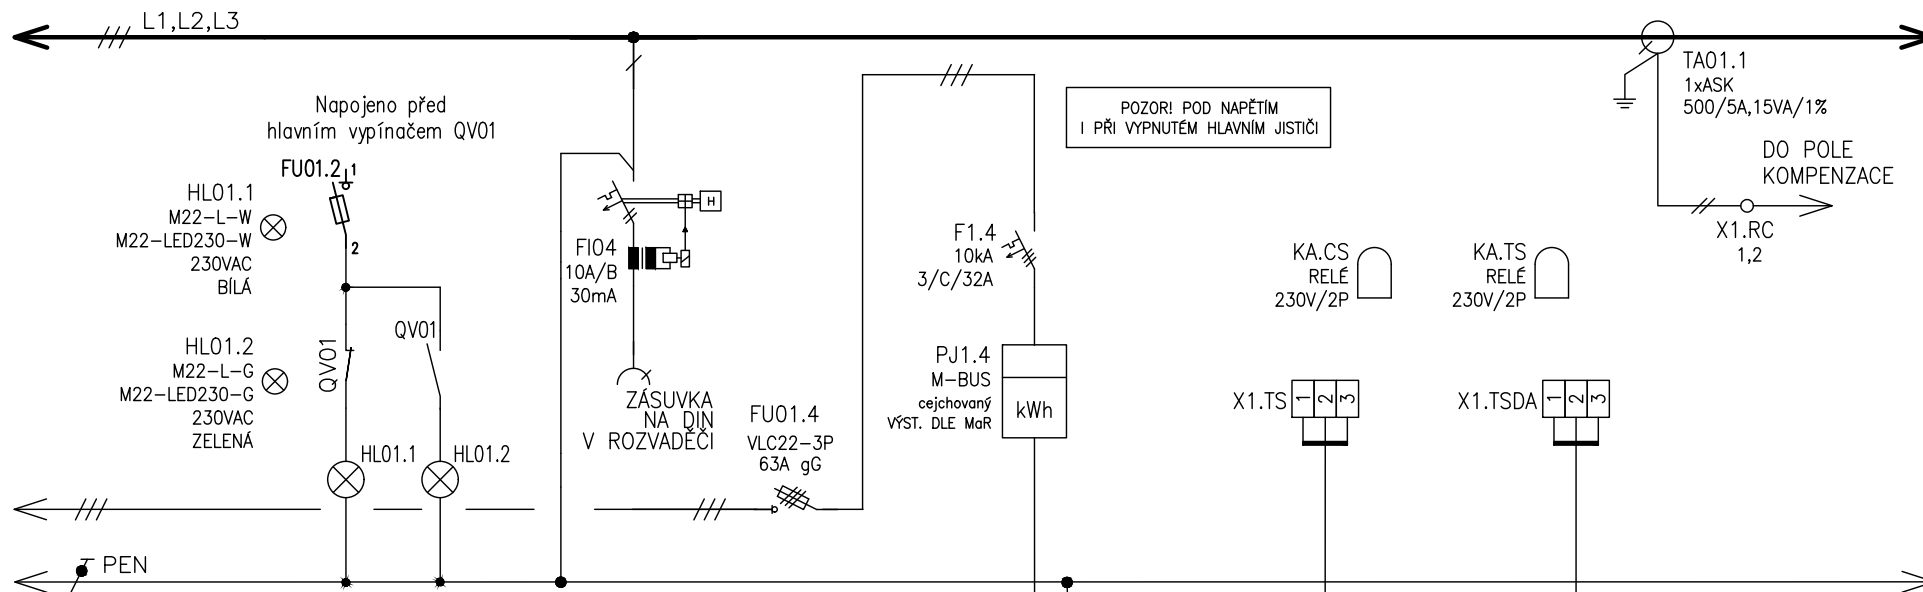 L1,L2,L3
Napojeno před
hlavním vypínačem QV01
FU01.2
1
2
HL01.1
M22-L-W
M22-LED230-W
230VAC
BÍLÁ
HL01.2
M22-L-G
M22-LED230-G
230VAC
ZELENÁ
QV01
QV01
HL01.1
HL01.2
PEN
H
FI04
10A/B
30mA
ZÁSUVKA
NA DIN
V ROZVADĚČI
FU01.4
VLC22-3P
63A gG
F1.4
10kA
3/C/32A
PJ1.4
M-BUS
cejchovaný
VÝST. DLE MaR
kWh
POZOR! POD NAPĚTÍM
I PŘI VYPNUTÉM HLAVNÍM JISTIČI
KA.CS
RELÉ
230V/2P
KA.TS
RELÉ
230V/2P
X1.TS
1 2 3
X1.TSDA
1 2 3
TA01.1
1xASK
500/5A,15VA/1%
DO POLE
KOMPENZACE
X1.RC
1,2